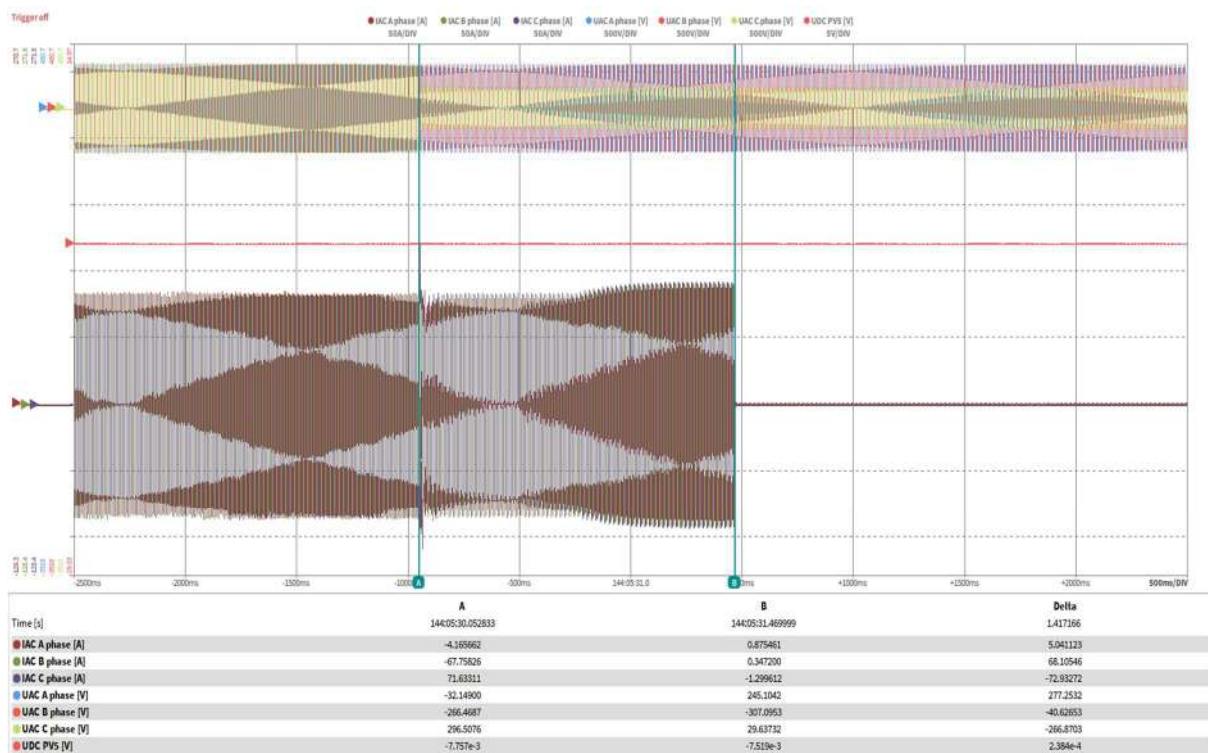 Trigger off
IAC A phase [A] IAC B phase [A] IAC C phase [A] UAC A phase [V] UAC B phase [V] UAC C phase [V] UDC PV5 [V]
50A/DIV 50A/DIV 50A/DIV 500V/DIV 500V/DIV 500V/DIV 5V/DIV
-2500ms -2000ms -1500ms -1000 -500ms 144:05:31.0 0ms +1000ms +1500ms +2000ms 500ms/DIV
A B
A B Delta
Time [s] 144:05:30.052833 144:05:31.469999 1.417166
IAC A phase [A] -4.165662 0.875461 5.041123
IAC B phase [A] -67.75826 0.347200 68.10546
IAC C phase [A] 71.63311 -1.299612 -72.93272
UAC A phase [V] -32.14900 245.1042 277.2532
UAC B phase [V] -266.4687 -307.0953 -40.62653
UAC C phase [V] 296.5076 29.63732 -266.8703
UDC PV5 [V] -7.757e-3 -7.519e-3 2.384e-4